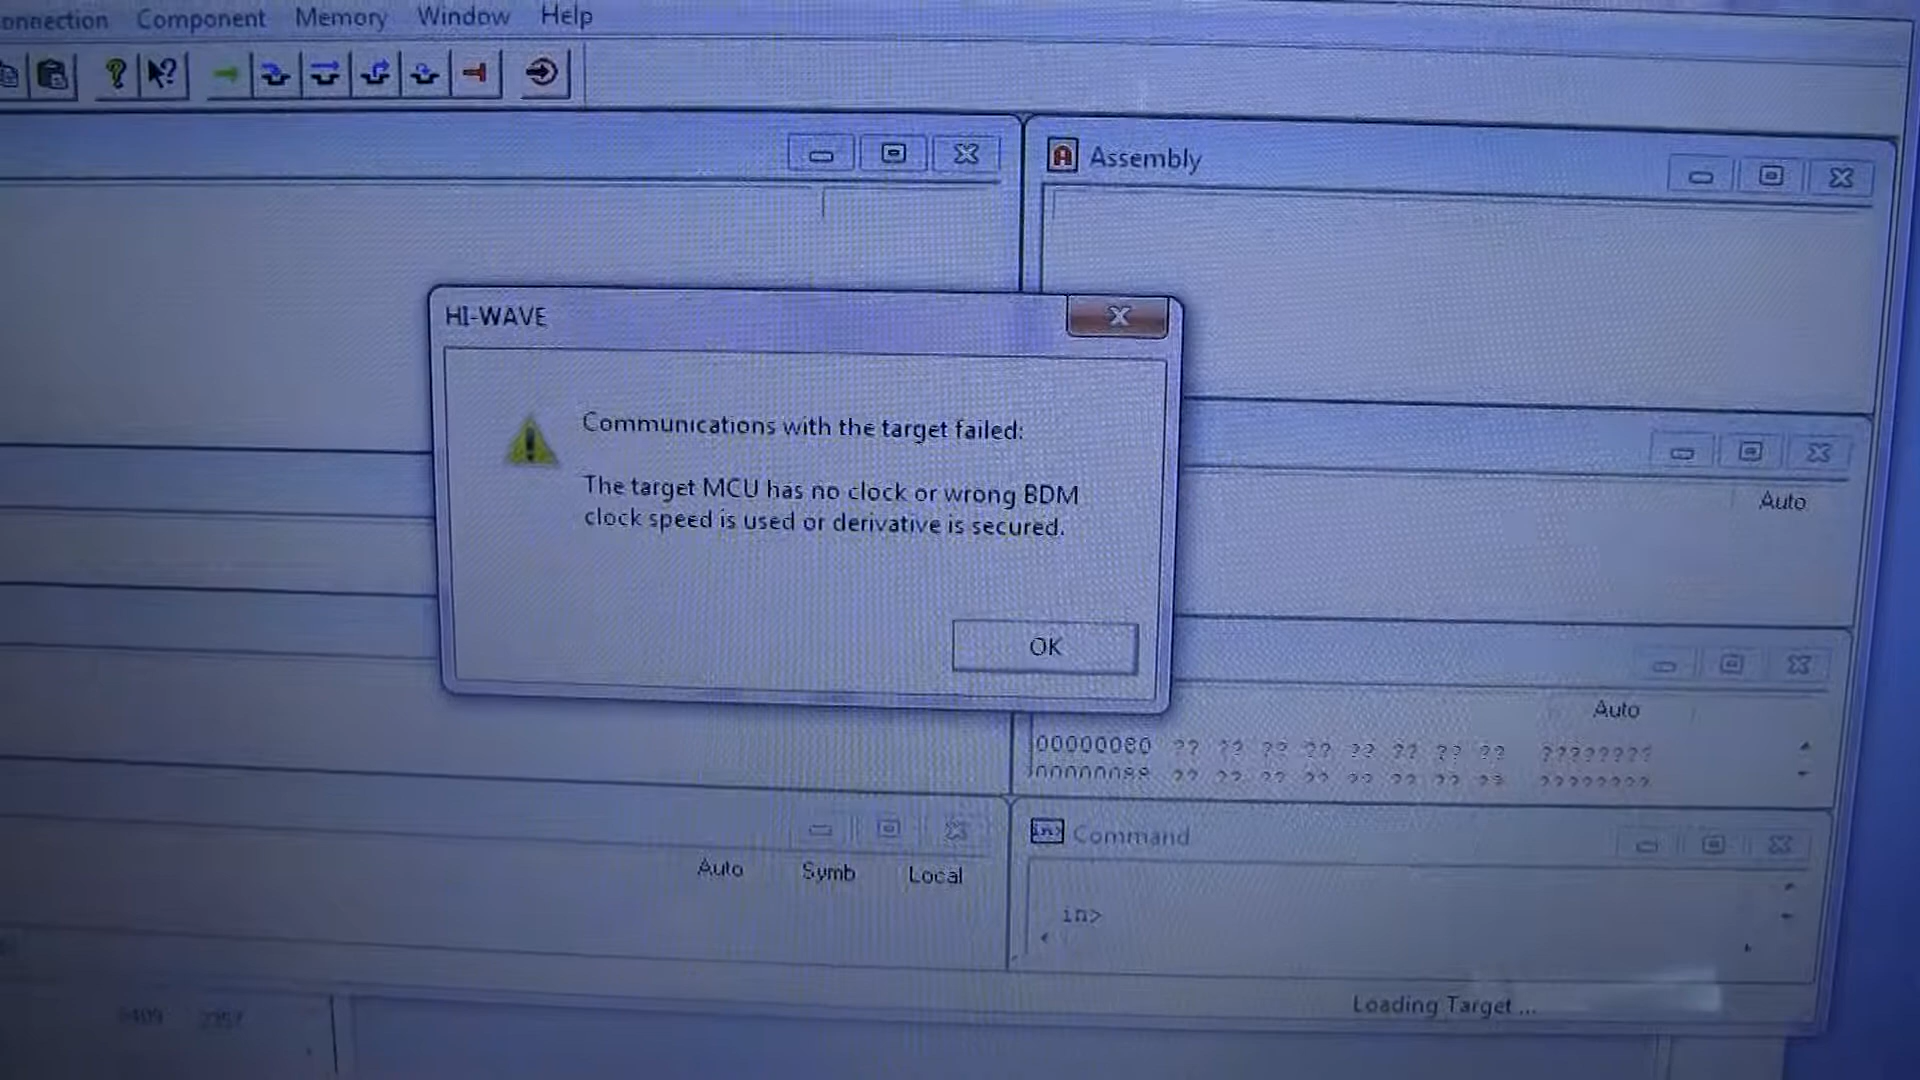 Component Memory Window Help
Assembly
HI-WAVE
Communications with the target failed:
The target MCU has no clock or wrong BDM
clock speed is used or derivative is secured.
OK
Auto
Auto
00000080 ?? ?? ?? ?? ?? ?? ?? ?? ????????
00000088 ?? ?? ?? ?? ?? ?? ?? ?? ????????
Auto Symb Local
Command
in>
Loading Target ...